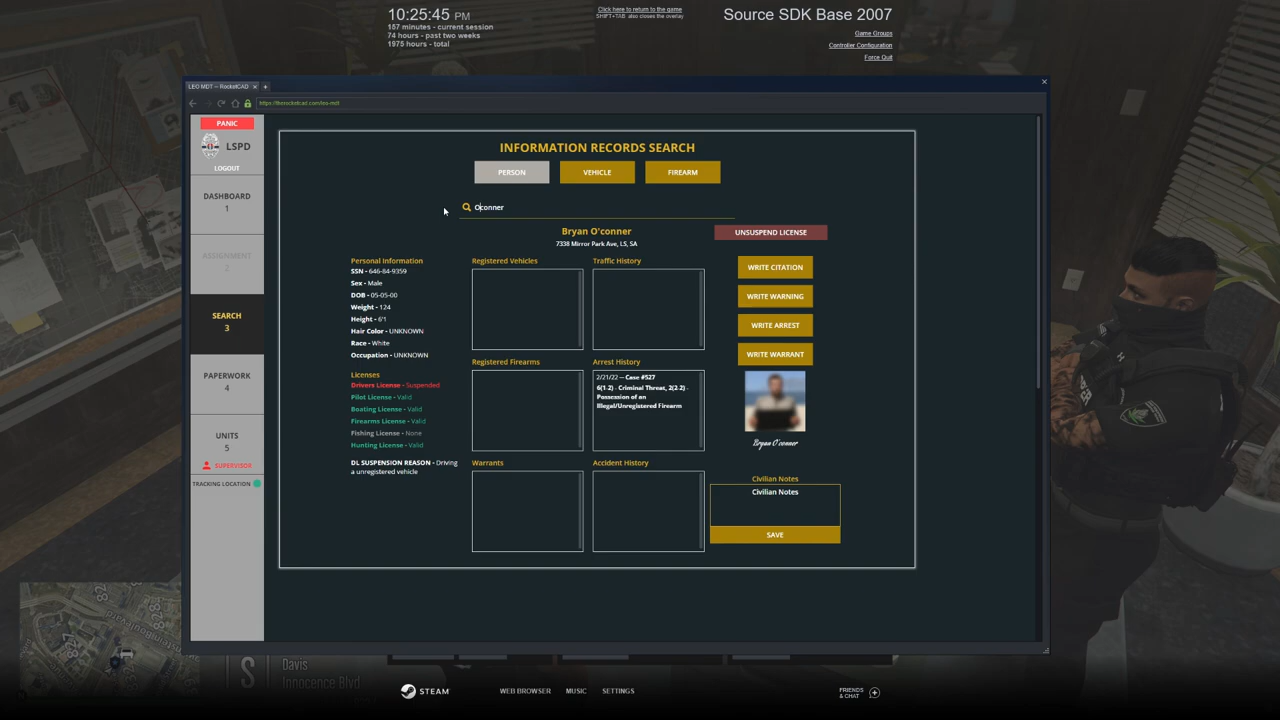 10:25:45 PM
157 minutes - current session
74 hours - past two weeks
1975 hours - total
Click here to return to the game
SHIFT+TAB also closes the overlay
Source SDK Base 2007
Game Groups
Controller Configuration
Force Quit
LEO MDT -- RocketCAD
PANIC
LSPD
LOGOUT
DASHBOARD
1
ASSIGNMENT
2
SEARCH
3
PAPERWORK
4
UNITS
5
SUPERVISOR
TRACKING LOCATION
INFORMATION RECORDS SEARCH
PERSON
VEHICLE
FIREARM
Oconner
Bryan O'conner
7338 Mirror Park Ave, LS, SA
UNSUSPEND LICENSE
Personal Information
SSN - 646-84-9359
Sex - Male
DOB - 05-05-00
Weight - 124
Height - 6'1
Hair Color - UNKNOWN
Race - White
Occupation - UNKNOWN
Licenses
Drivers License - Suspended
Pilot License - Valid
Boating License - Valid
Firearms License - Valid
Fishing License - None
Hunting License - Valid
DL SUSPENSION REASON - Driving
a unregistered vehicle
Registered Vehicles
Traffic History
Registered Firearms
Arrest History
2/21/22 -- Case #527
6(1-2) - Criminal Threat, 2(2-2) -
Possession of an
Illegal/Unregistered Firearm
Warrants
Accident History
WRITE CITATION
WRITE WARNING
WRITE ARREST
WRITE WARRANT
Bryan O'conner
Civilian Notes
Civilian Notes
SAVE
S
Davis
Innocence Blvd
STEAM
WEB BROWSER
MUSIC
SETTINGS
FRIENDS
& CHAT